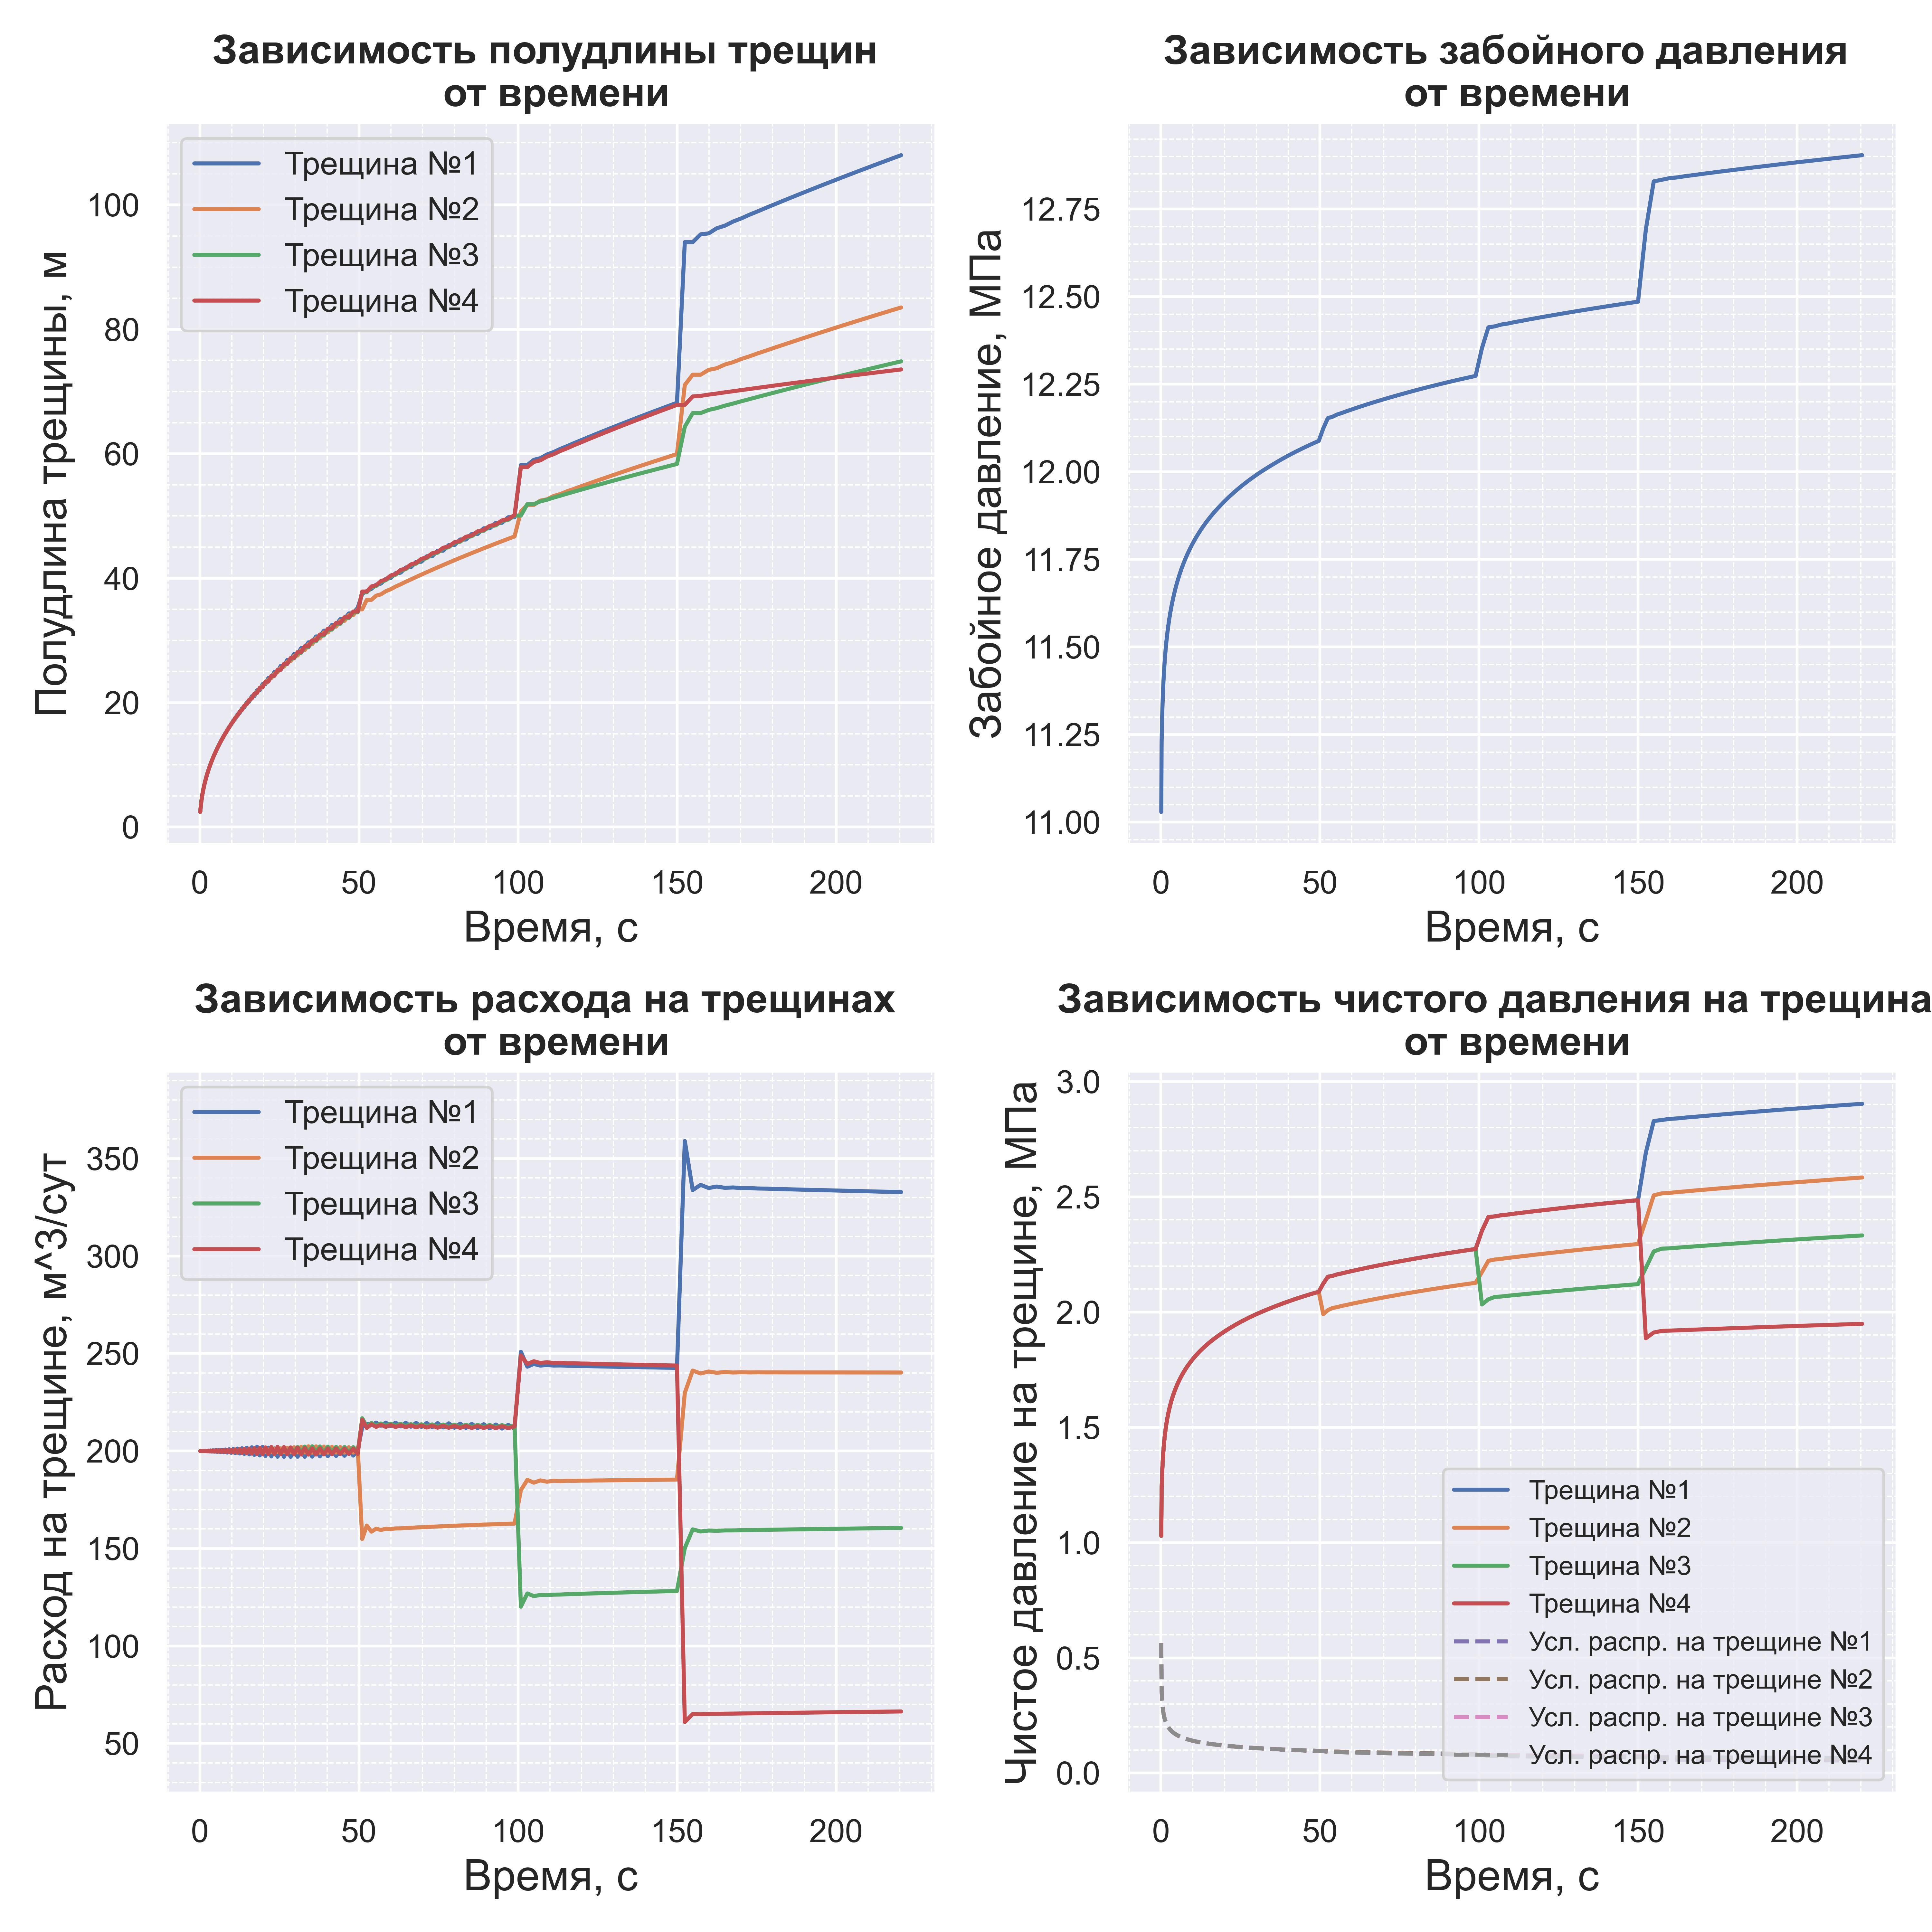 Зависимость полудлины трещин
от времени
Полудлина трещины, м
100
80
60
40
20
0
Трещина №1
Трещина №2
Трещина №3
Трещина №4
0 50 100 150 200
Время, с
Зависимость забойного давления
от времени
Забойное давление, МПа
12.75
12.50
12.25
12.00
11.75
11.50
11.25
11.00
0 50 100 150 200
Время, с
Зависимость расхода на трещинах
от времени
Расход на трещине, м^3/сут
350
300
250
200
150
100
50
Трещина №1
Трещина №2
Трещина №3
Трещина №4
0 50 100 150 200
Время, с
Зависимость чистого давления на трещина
от времени
Чистое давление на трещине, МПа
3.0
2.5
2.0
1.5
1.0
0.5
0.0
Трещина №1
Трещина №2
Трещина №3
Трещина №4
Усл. распр. на трещине №1
Усл. распр. на трещине №2
Усл. распр. на трещине №3
Усл. распр. на трещине №4
0 50 100 150 200
Время, с